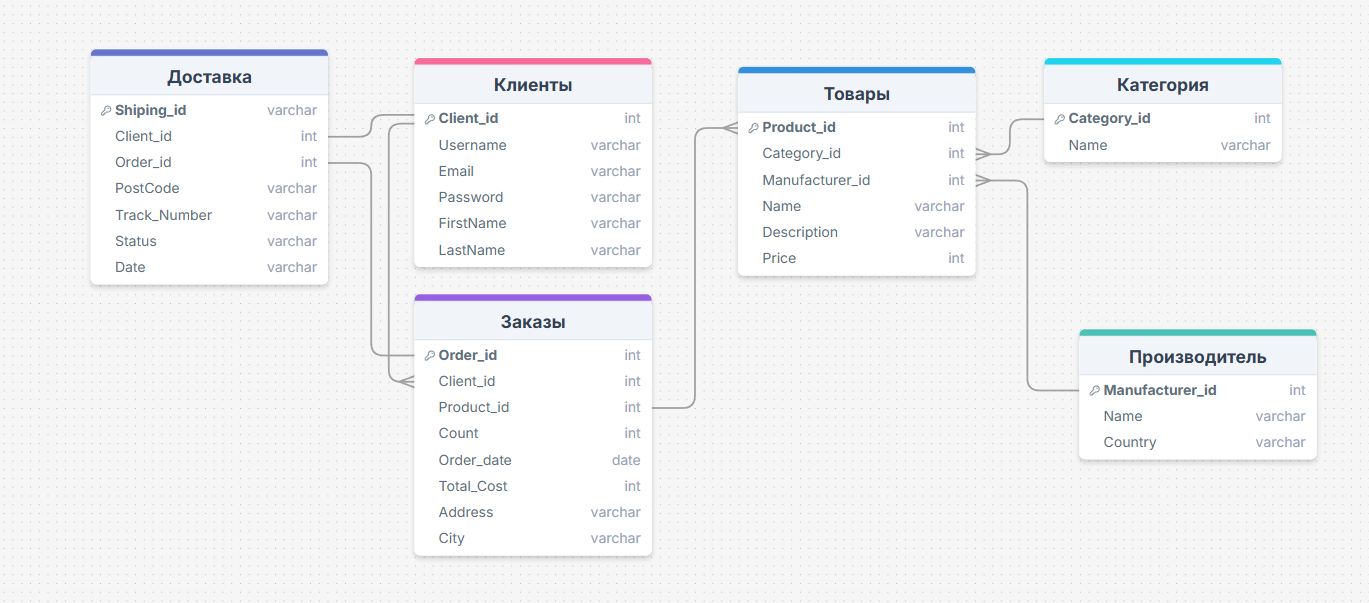 Доставка
Shiping_id varchar
Client_id int
Order_id int
PostCode varchar
Track_Number varchar
Status varchar
Date varchar
Клиенты
Client_id int
Username varchar
Email varchar
Password varchar
FirstName varchar
LastName varchar
Заказы
Order_id int
Client_id int
Product_id int
Count int
Order_date date
Total_Cost int
Address varchar
City varchar
Товары
Product_id int
Category_id int
Manufacturer_id int
Name varchar
Description varchar
Price int
Категория
Category_id int
Name varchar
Производитель
Manufacturer_id int
Name varchar
Country varchar